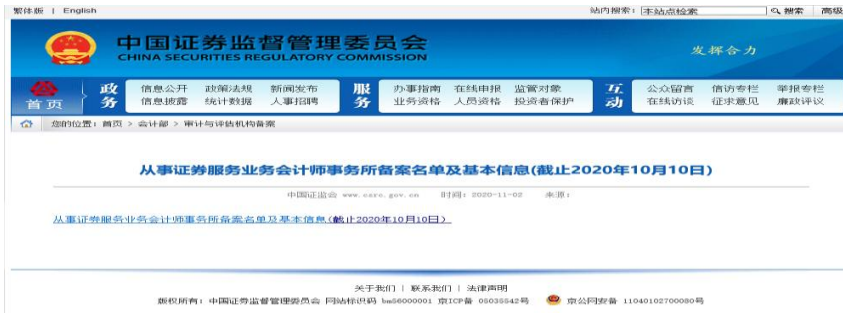 繁体版 | English 站内搜索: 本站点检索 搜索 高级
中国证券监督管理委员会
CHINA SECURITIES REGULATORY COMMISSION
发挥合力
首页 政务 信息公开 政策法规 新闻发布 服务 办事指南 在线申报 监管对象 互动 公众留言 信访专栏 举报专栏
信息披露 统计数据 人事招聘 业务资格 人员资格 投资者保护 在线访谈 征求意见 廉政评议
您的位置: 首页 > 会计部 > 审计与评估机构备案
从事证券服务业务会计师事务所备案名单及基本信息(截止2020年10月10日)
中国证监会 www.csrc.gov.cn 时间: 2020-11-02 来源:
从事证券服务业务会计师事务所备案名单及基本信息(截止2020年10月10日)
关于我们 | 联系我们 | 法律声明
版权所有: 中国证券监督管理委员会 网站标识码 bm56000001 京ICP备 05035542号 京公网安备 11040102700080号